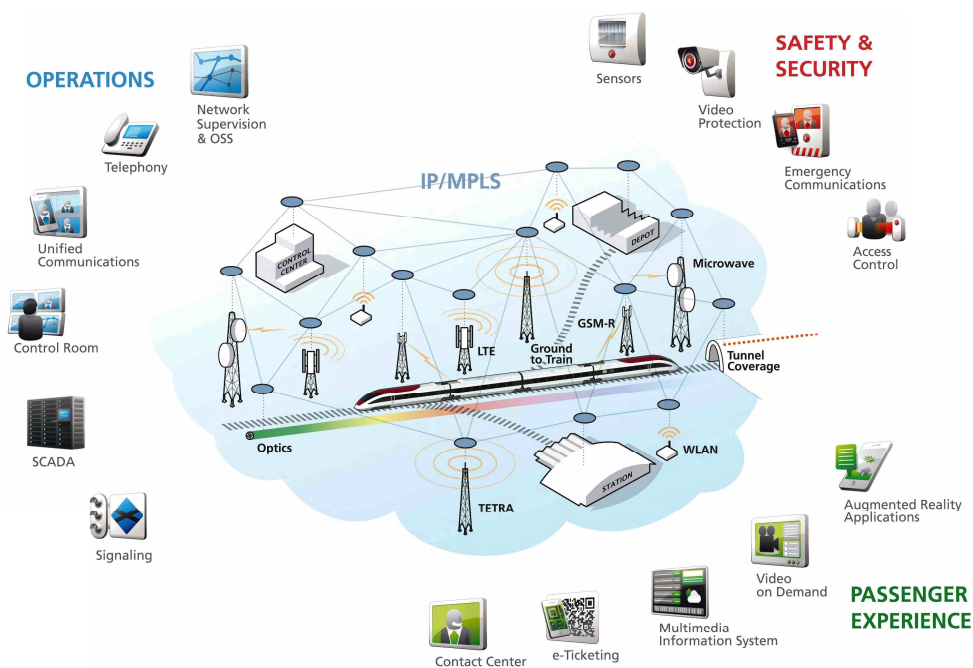 OPERATIONS
Network
Supervision
& OSS
Telephony
Unified
Communications
Control Room
SCADA
Signaling
SAFETY &
SECURITY
Sensors
Video
Protection
Emergency
Communications
Access
Control
IP/MPLS
CONTROL
CENTER
DEPOT
Microwave
GSM-R
LTE
Ground
to Train
Tunnel
Coverage
Optics
WLAN
STATION
TETRA
Augmented Reality
Applications
Video
on Demand
PASSENGER
EXPERIENCE
Multimedia
Information System
e-Ticketing
Contact Center